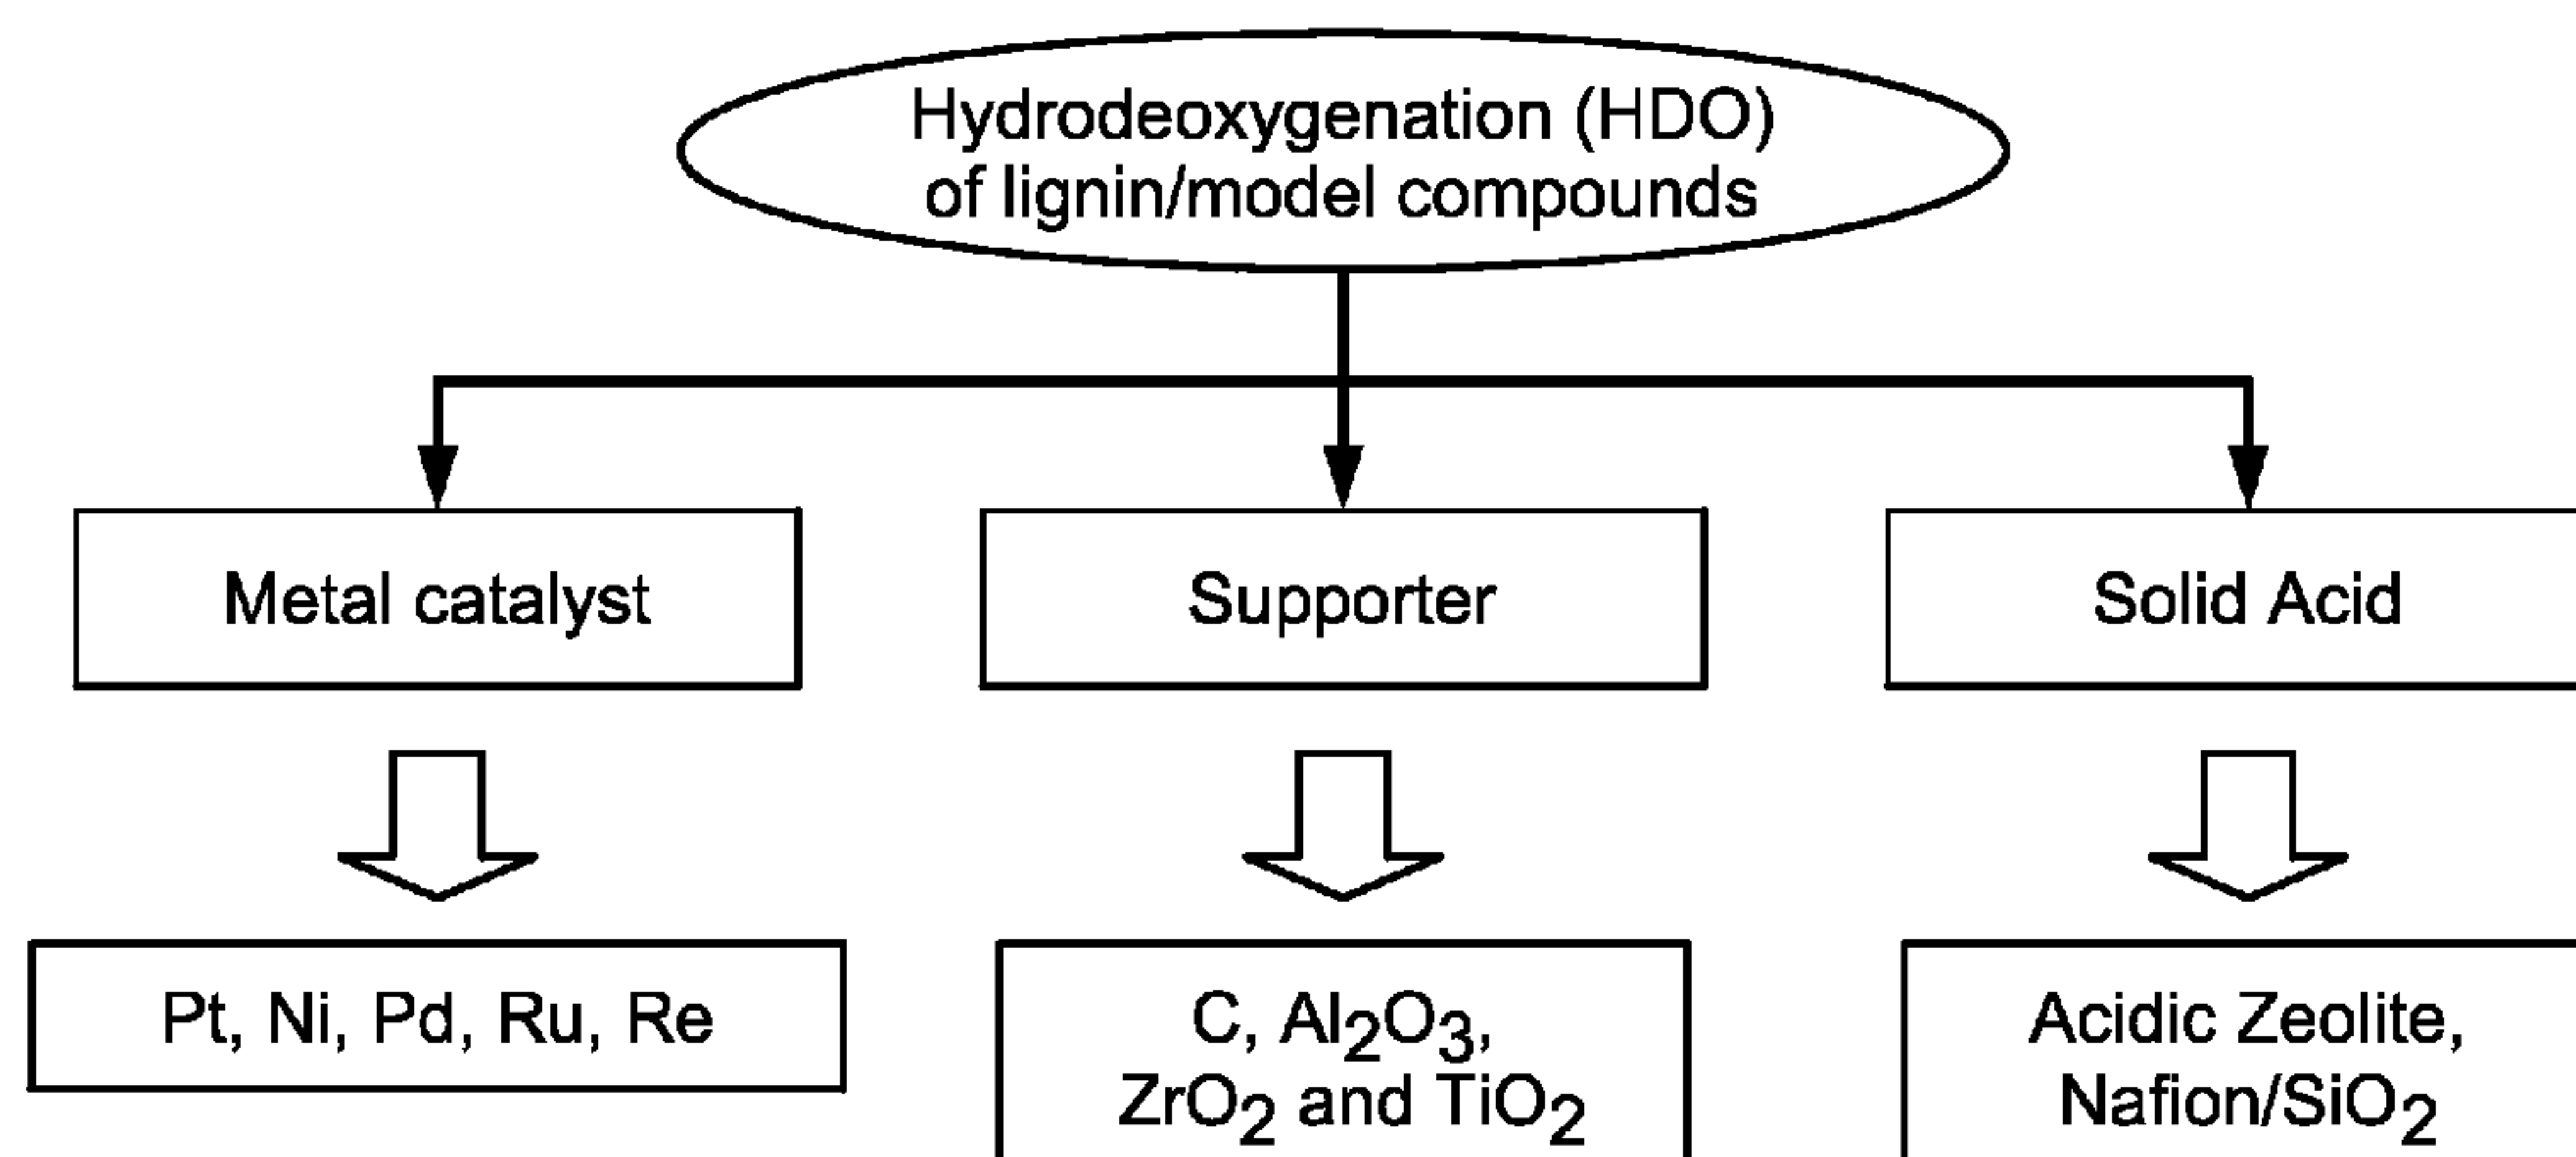 Hydrodeoxygenation (HDO)
of lignin/model compounds
Metal catalyst
Supporter
Solid Acid
Pt, Ni, Pd, Ru, Re
C, Al₂O₃,
ZrO₂ and TiO₂
Acidic Zeolite,
Nafion/SiO₂